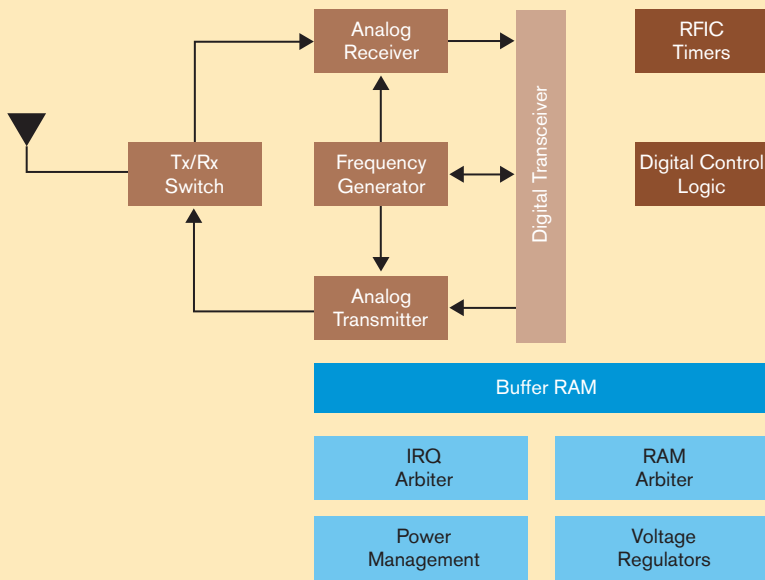 Analog
Receiver
RFIC
Timers
Tx/Rx
Switch
Frequency
Generator
Digital Transceiver
Digital Control
Logic
Analog
Transmitter
Buffer RAM
IRQ
Arbiter
RAM
Arbiter
Power
Management
Voltage
Regulators